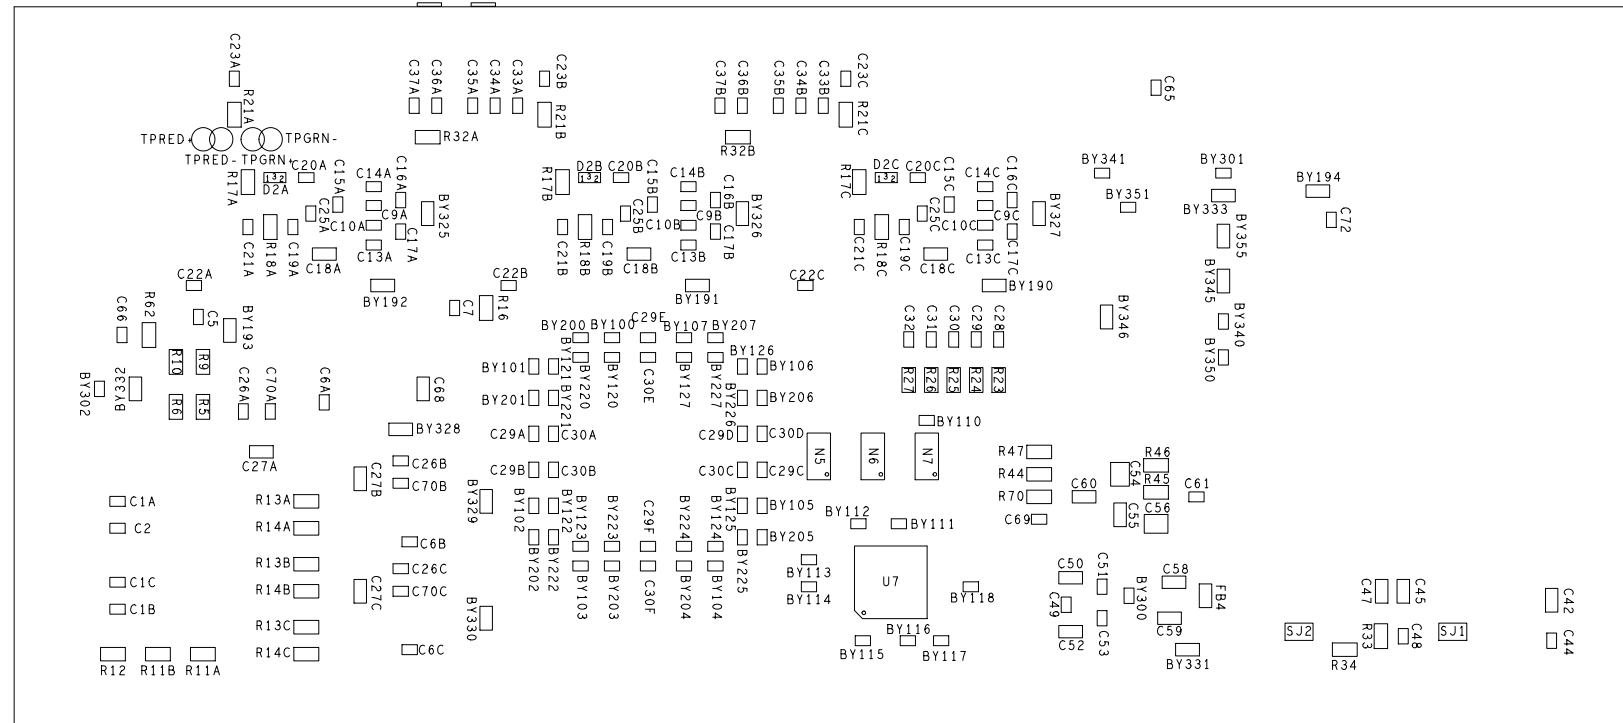 C23A
R21A
TPRED+
TPGRN-
TPRED-
TPGRN+
C37A
C36A
C35A
C34A
C33A
C23B
R21B
R32A
C37B
C36B
C35B
C34B
C33B
C23C
R21C
R32B
C65
R17A
132
D2A
C20A
C15A
C14A
C16A
C25A
C9A
C10A
BY325
C21A
R18A
C19A
C18A
C13A
C17A
R17B
D2B
132
C20B
C15B
C14B
C16B
C25B
C9B
C10B
BY326
C21B
R18B
C19B
C18B
C13B
C17B
R17C
D2C
132
C20C
C15C
C14C
C16C
C25C
C9C
C10C
BY327
C21C
R18C
C19C
C18C
C13C
C17C
BY341
BY351
BY301
BY333
BY194
C72
BY355
BY345
BY340
BY350
BY346
C22A
BY192
C22B
BY191
C22C
BY190
C66
R62
C5
BY193
C7
R16
BY200
BY100
C29E
BY107
BY207
C32
C31
C30
C29
C28
R10
R9
BY101
BY121
BY220
BY120
C30E
BY127
BY227
BY126
BY106
R27
R26
R25
R24
R23
BY302
BY332
R6
R5
C26A
C70A
C6A
C68
BY201
BY221
BY226
BY206
BY110
BY328
C29A
C30A
C29D
C30D
N5
N6
N7
C27A
C26B
C27B
C70B
C29B
C30B
C30C
C29C
R47
R44
R70
C69
C54
R46
R45
C60
C55
C56
C61
C1A
C2
R13A
R14A
BY329
BY102
BY122
BY123
BY223
C29F
BY224
BY124
BY125
BY105
BY112
BY111
C6B
BY202
BY222
BY225
BY205
R13B
C26C
C1C
R14B
C27C
C70C
C1B
BY103
BY203
C30F
BY204
BY104
BY113
BY114
U7
BY118
C50
C51
C49
C52
C53
BY300
C58
C59
FB4
C47
C45
C42
R13C
BY330
R14C
C6C
BY115
BY116
BY117
BY331
SJ2
R34
R33
C48
SJ1
C44
R12
R11B
R11A